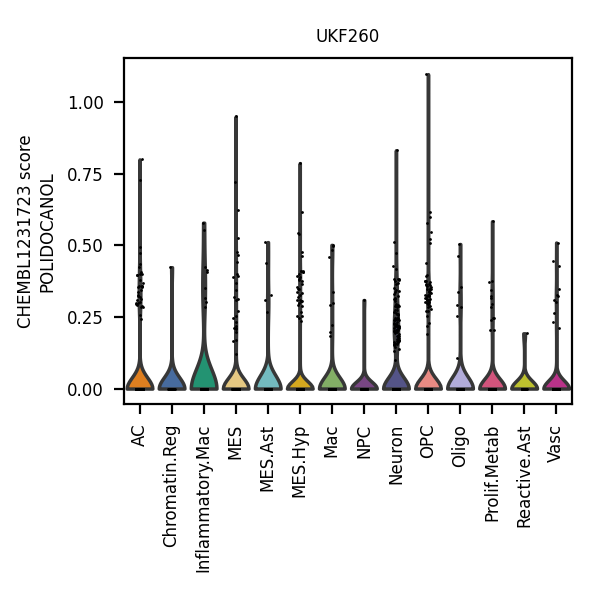 UKF260
CHEMBL1231723 score
POLIDOCANOL
1.00
0.75
0.50
0.25
0.00
AC
Chromatin.Reg
Inflammatory.Mac
MES
MES.Ast
MES.Hyp
Mac
NPC
Neuron
OPC
Oligo
Prolif.Metab
Reactive.Ast
Vasc